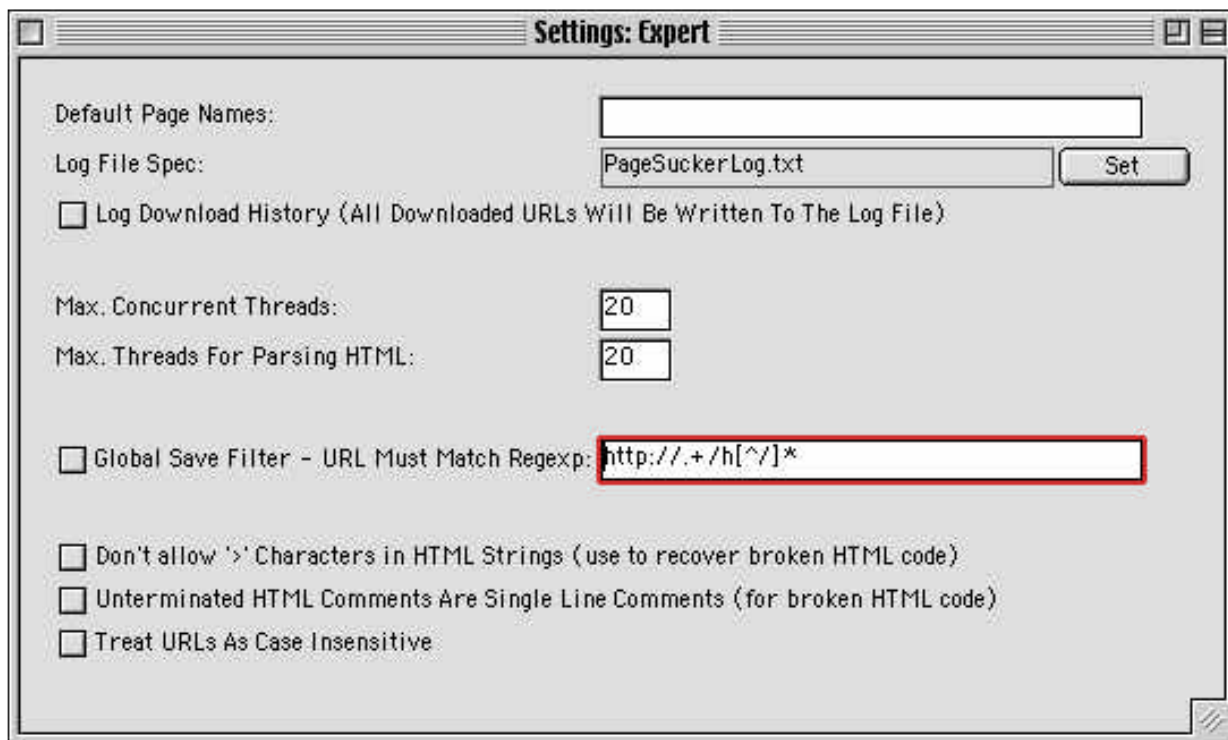 Settings: Expert
Default Page Names:
Log File Spec: PageSuckerLog.txt Set
Log Download History (All Downloaded URLs Will Be Written To The Log File)
Max. Concurrent Threads: 20
Max. Threads For Parsing HTML: 20
Global Save Filter - URL Must Match Regexp: http://.+/h[^/]*
Don't allow '>' Characters in HTML Strings (use to recover broken HTML code)
Unterminated HTML Comments Are Single Line Comments (for broken HTML code)
Treat URLs As Case Insensitive